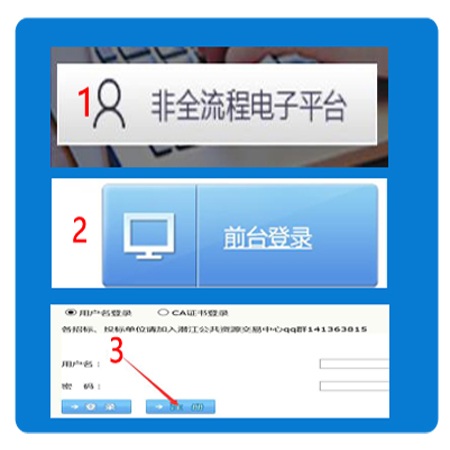 1 非全流程电子平台
2 前台登录
用户名登录 CA证书登录
各招标、投标单位请加入潜江公共资源交易中心qq群141363815
3
用户名：
密 码：
登 录 注 册